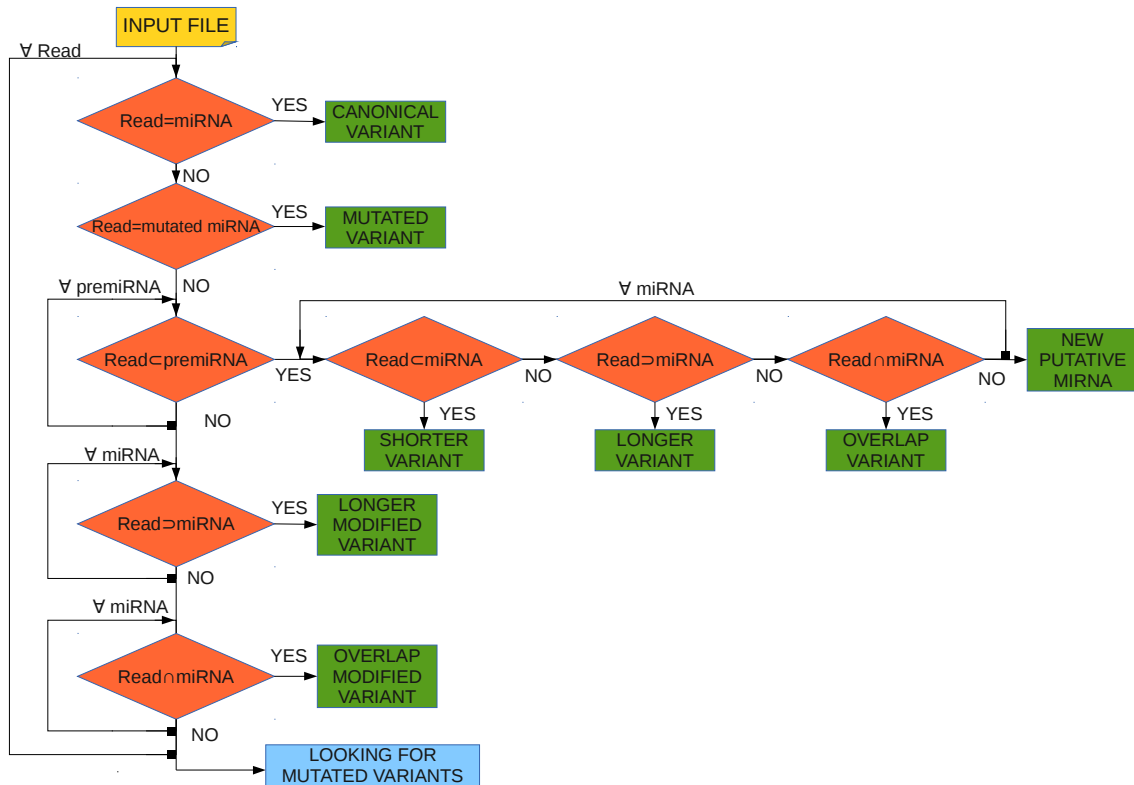 INPUT FILE
∀ Read
Read=miRNA
YES
CANONICAL
VARIANT
NO
Read=mutated miRNA
YES
MUTATED
VARIANT
NO
∀ premiRNA
∀ miRNA
Read⊂premiRNA
YES
Read⊂miRNA
NO
Read⊃miRNA
NO
Read∩miRNA
NO
NEW
PUTATIVE
MIRNA
NO
YES
YES
YES
SHORTER
VARIANT
LONGER
VARIANT
OVERLAP
VARIANT
∀ miRNA
Read⊃miRNA
YES
LONGER
MODIFIED
VARIANT
NO
∀ miRNA
Read∩miRNA
YES
OVERLAP
MODIFIED
VARIANT
NO
LOOKING FOR
MUTATED VARIANTS